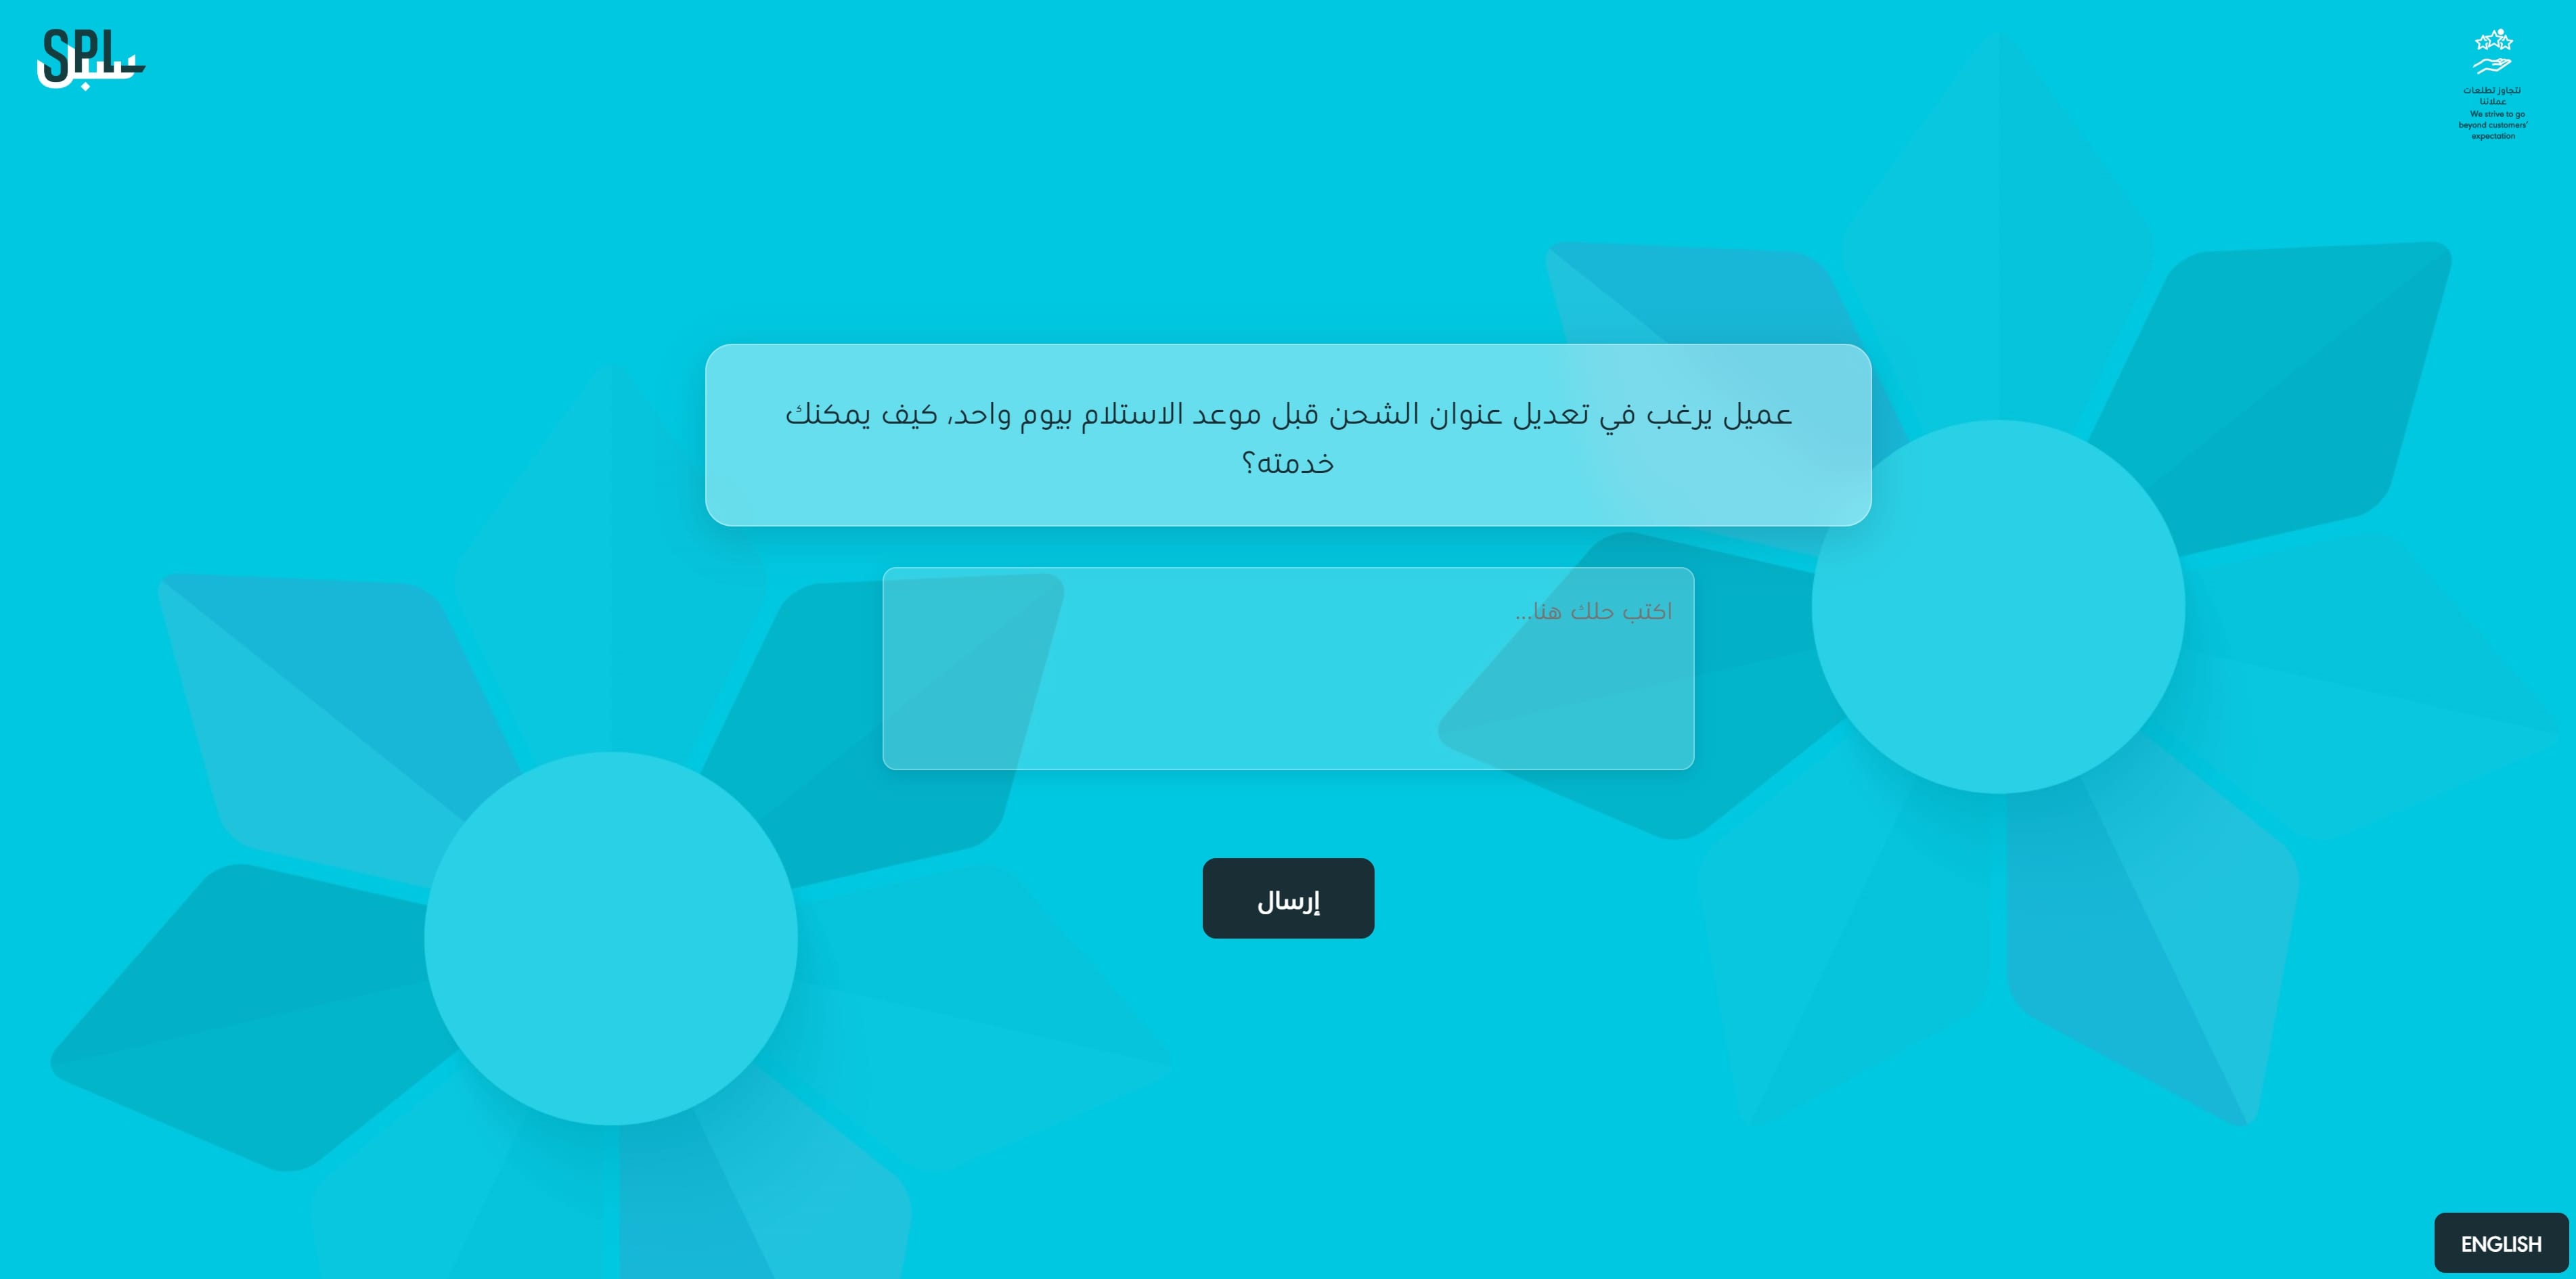 SPL
سبل
نتجاوز تطلعات
عملائنا
We strive to go
beyond customers'
expectation
عميل يرغب في تعديل عنوان الشحن قبل موعد الاستلام بيوم واحد، كيف يمكنك
خدمته؟
اكتب حلك هنا...
إرسال
ENGLISH